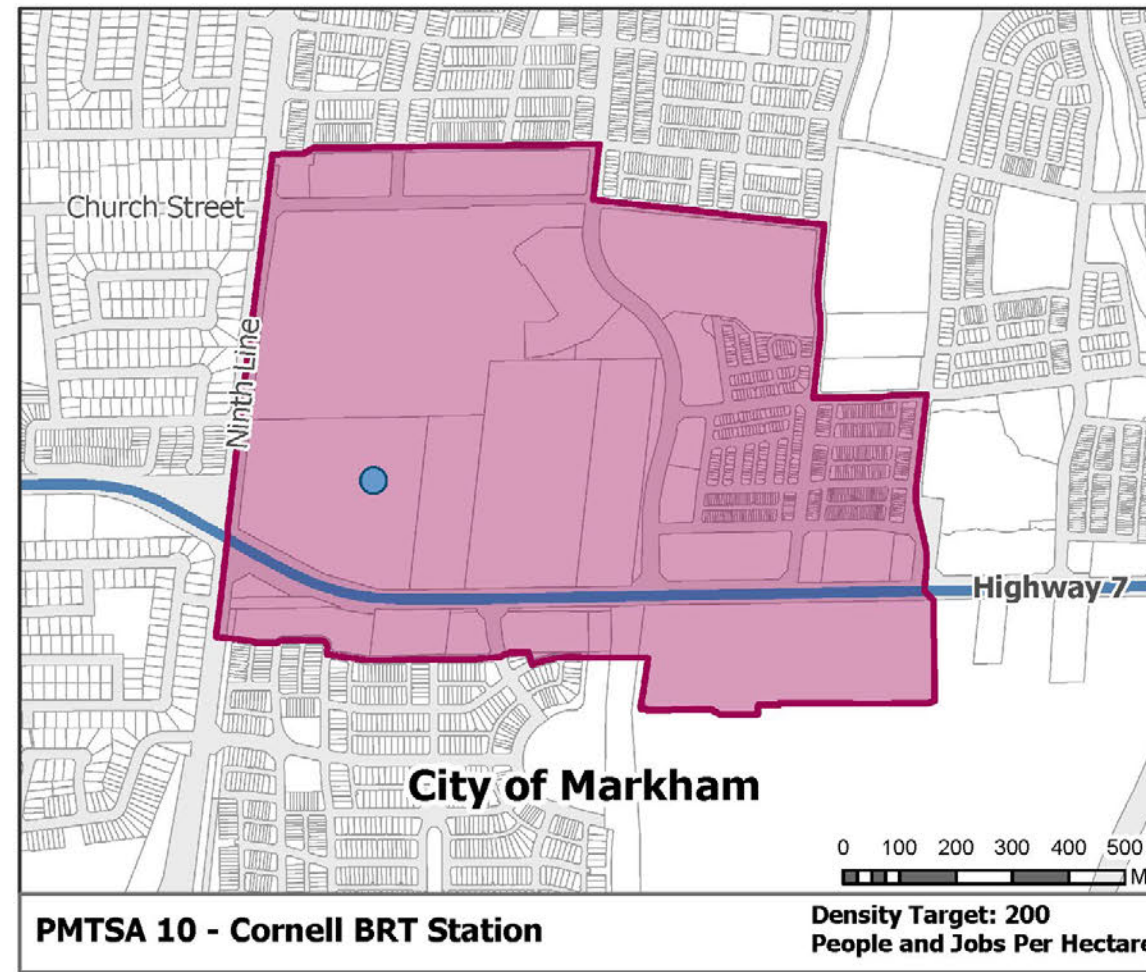 Church Street
Ninth Line
Highway 7
City of Markham
0 100 200 300 400 500
M
PMTSA 10 - Cornell BRT Station
Density Target: 200
People and Jobs Per Hectare